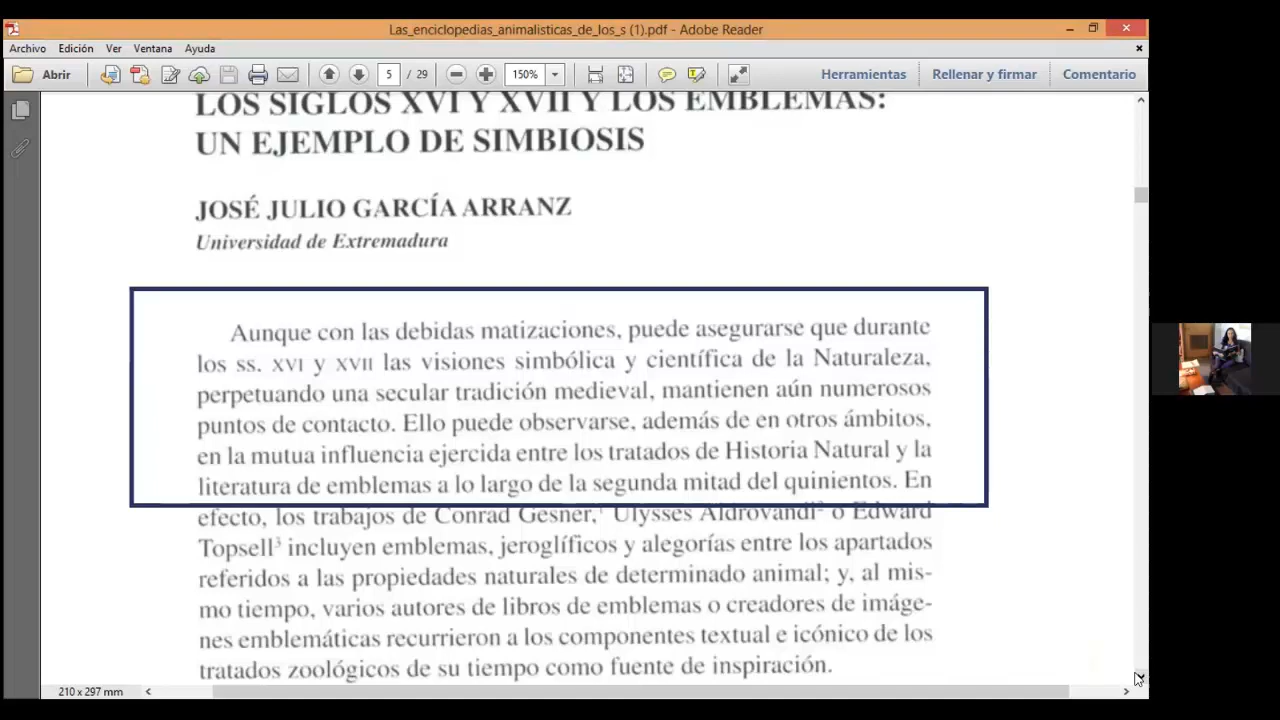 Las_enciclopedias_animalisticas_de_los_s (1).pdf - Adobe Reader
Archivo Edición Ver Ventana Ayuda
Abrir 5 / 29 150% Herramientas Rellenar y firmar Comentario
LOS SIGLOS XVI Y XVII Y LOS EMBLEMAS:
UN EJEMPLO DE SIMBIOSIS
JOSÉ JULIO GARCÍA ARRANZ
Universidad de Extremadura
Aunque con las debidas matizaciones, puede asegurarse que durante
los ss. XVI y XVII las visiones simbólica y científica de la Naturaleza,
perpetuando una secular tradición medieval, mantienen aún numerosos
puntos de contacto. Ello puede observarse, además de en otros ámbitos,
en la mutua influencia ejercida entre los tratados de Historia Natural y la
literatura de emblemas a lo largo de la segunda mitad del quinientos. En
efecto, los trabajos de Conrad Gesner,¹ Ulysses Aldrovandi² o Edward
Topsell³ incluyen emblemas, jeroglíficos y alegorías entre los apartados
referidos a las propiedades naturales de determinado animal; y, al mis-
mo tiempo, varios autores de libros de emblemas o creadores de imáge-
nes emblemáticas recurrieron a los componentes textual e icónico de los
tratados zoológicos de su tiempo como fuente de inspiración.
210 x 297 mm